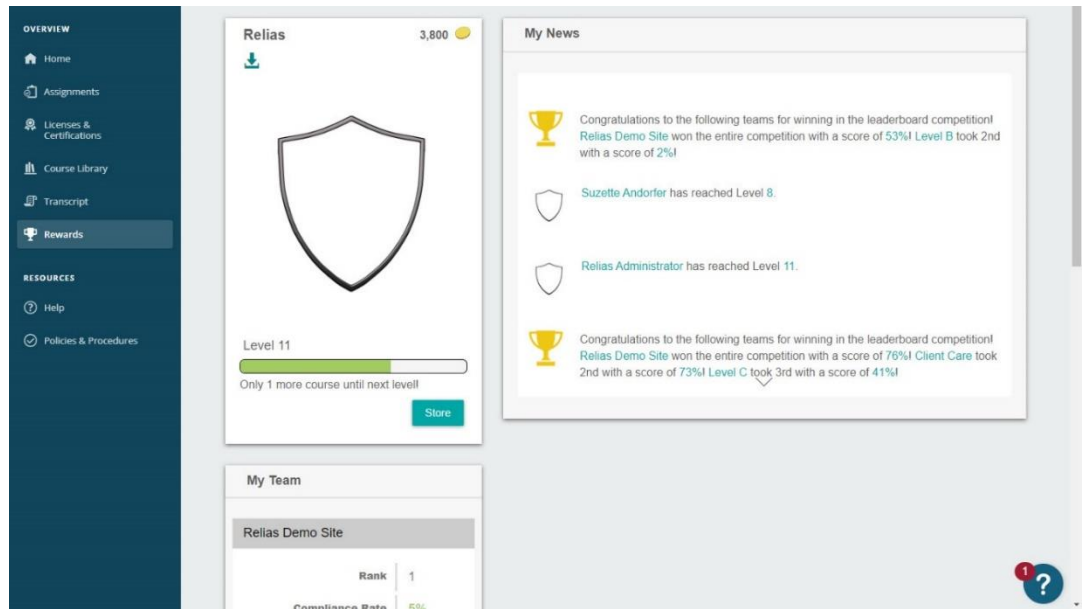 OVERVIEW
Home
Assignments
Licenses &
Certifications
Course Library
Transcript
Rewards
RESOURCES
Help
Policies & Procedures
Relias 3,800
Level 11
Only 1 more course until next level!
Store
My Team
Relias Demo Site
Rank 1
Compliance Rate 5%
My News
Congratulations to the following teams for winning in the leaderboard competition!
Relias Demo Site won the entire competition with a score of 53%! Level B took 2nd
with a score of 2%!
Suzette Andorfer has reached Level 8.
Relias Administrator has reached Level 11.
Congratulations to the following teams for winning in the leaderboard competition!
Relias Demo Site won the entire competition with a score of 76%! Client Care took
2nd with a score of 73%! Level C took 3rd with a score of 41%!
1
?